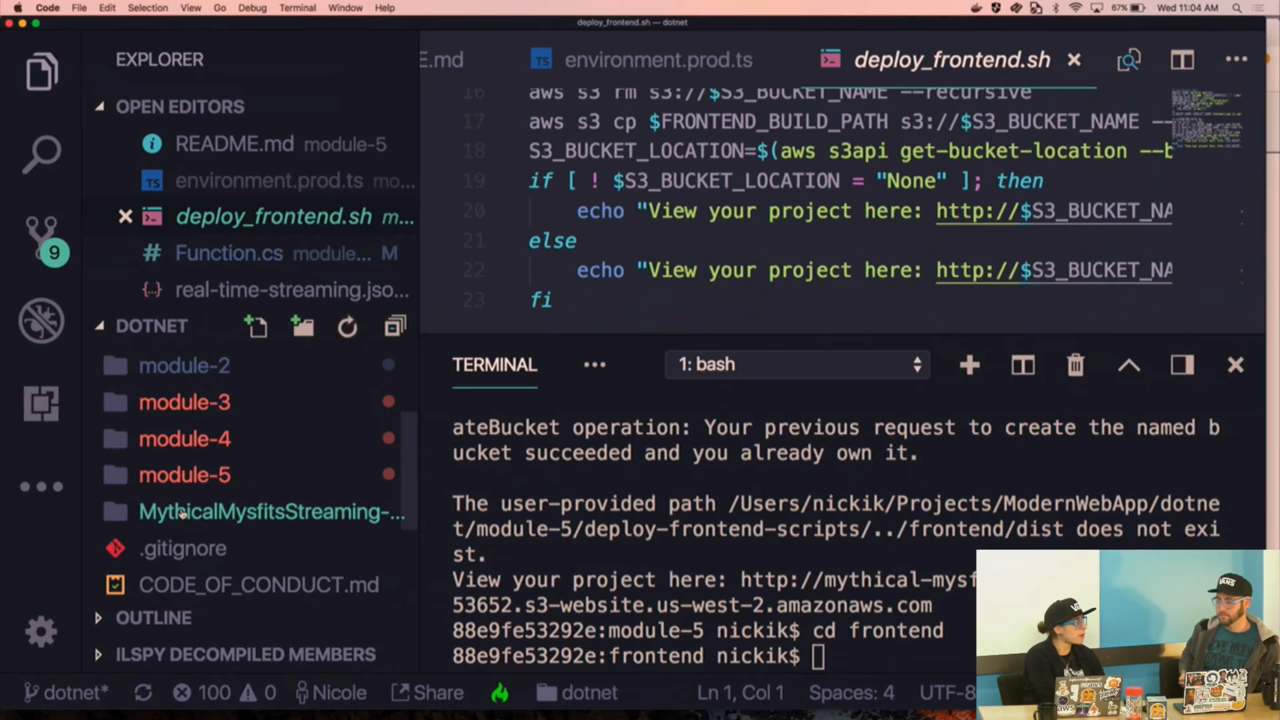 Code File Edit Selection View Go Debug Terminal Window Help
67% Wed 11:04 AM
deploy_frontend.sh — dotnet
EXPLORER
OPEN EDITORS
README.md module-5
environment.prod.ts mo...
deploy_frontend.sh m...
Function.cs module... M
real-time-streaming.jso...
9
DOTNET
module-2
module-3
module-4
module-5
MythicalMysfitsStreaming-...
.gitignore
CODE_OF_CONDUCT.md
OUTLINE
ILSPY DECOMPILED MEMBERS
E.md environment.prod.ts deploy_frontend.sh
16 aws s3 rm s3://$S3_BUCKET_NAME --recursive
17 aws s3 cp $FRONTEND_BUILD_PATH s3://$S3_BUCKET_NAME --
18 S3_BUCKET_LOCATION=$(aws s3api get-bucket-location --b
19 if [ ! $S3_BUCKET_LOCATION = "None" ]; then
20 echo "View your project here: http://$S3_BUCKET_NA
21 else
22 echo "View your project here: http://$S3_BUCKET_NA
23 fi
TERMINAL ... 1: bash
ateBucket operation: Your previous request to create the named b
ucket succeeded and you already own it.
The user-provided path /Users/nickik/Projects/ModernWebApp/dotne
t/module-5/deploy-frontend-scripts/../frontend/dist does not exi
st.
View your project here: http://mythical-mysf
53652.s3-website.us-west-2.amazonaws.com
88e9fe53292e:module-5 nickik$ cd frontend
88e9fe53292e:frontend nickik$
dotnet* 100 0 Nicole Share dotnet Ln 1, Col 1 Spaces: 4 UTF-8
VANS
aws